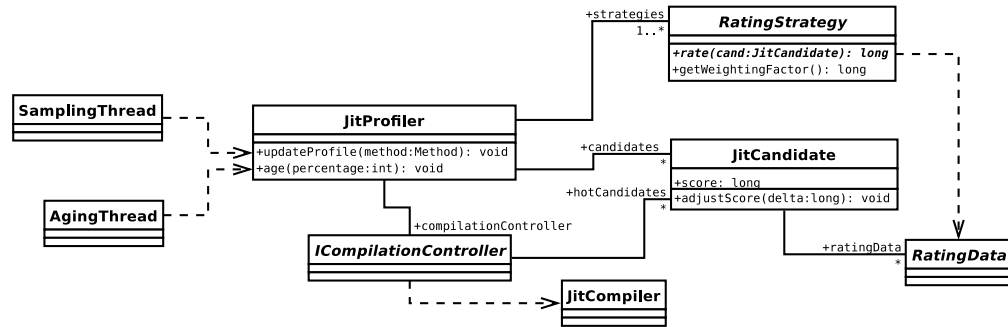 +strategies
1..*
RatingStrategy
+rate(cand:JitCandidate): long
+getWeightingFactor(): long
SamplingThread
JitProfiler
+updateProfile(method:Method): void
+age(percentage:int): void
+candidates
*
JitCandidate
+score: long
+adjustScore(delta:long): void
+hotCandidates
*
AgingThread
+compilationController
ICompilationController
+ratingData
*
RatingData
JitCompiler